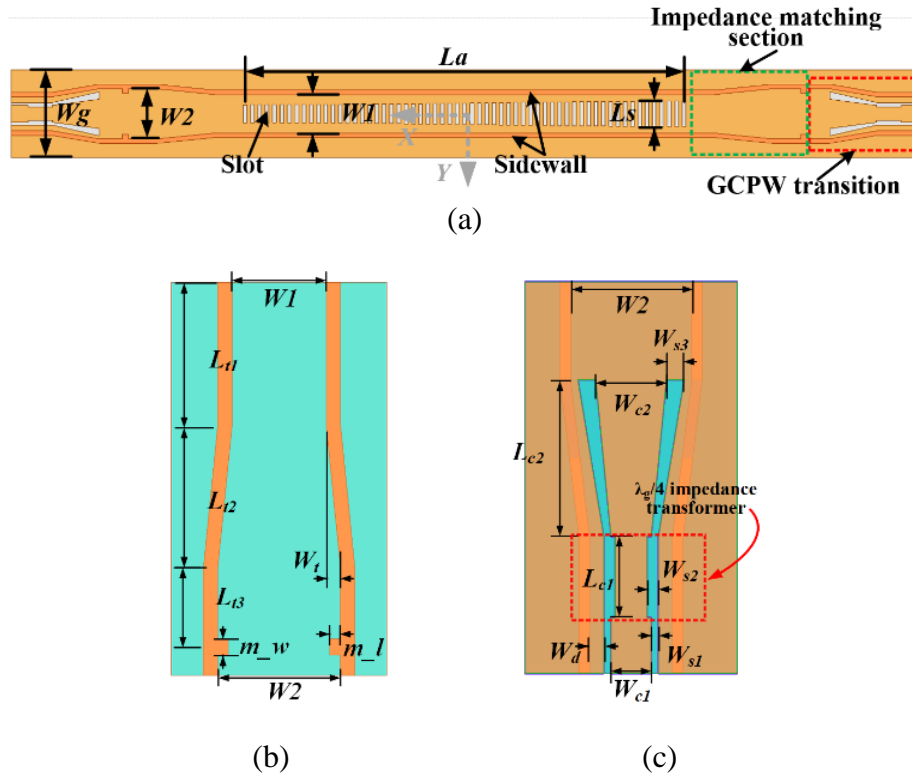 Impedance matching
section
La
Wg
W2
W1
Ls
X
Y
Slot
Sidewall
GCPW transition
(a)
W1
Lt1
Lt2
Wt
Lt3
m_w
m_l
W2
(b)
W2
Ws3
Wc2
Lc2
λg/4 impedance
transformer
Lc1
Ws2
Wd
Ws1
Wc1
(c)